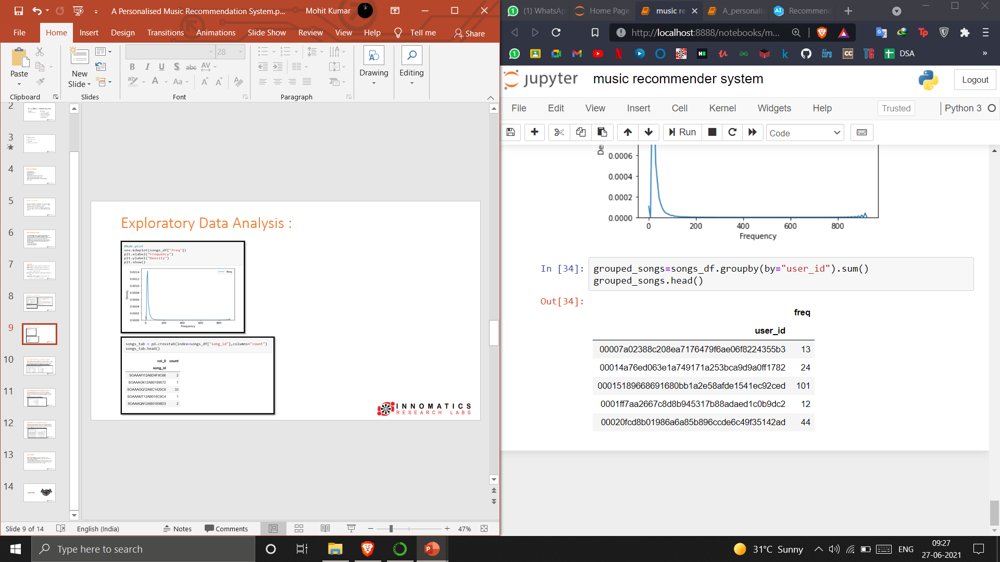 A Personalised Music Recommendation System.p...
Mohit Kumar
File Home Insert Design Transitions Animations Slide Show Review View Help Tell me Share
Paste
New
Slide
28
B I U S abc AV
A Aa A A
Drawing
Editing
Clipboard
Slides
Font
Paragraph
2
3
4
5
6
7
8
9
10
11
12
13
14
Exploratory Data Analysis :
#kde-plot
sns.kdeplot(songs_df["freq"])
plt.xlabel("Frequency")
plt.ylabel("Density")
plt.show()
freq
0.0014
0.0012
0.0010
0.0008
0.0006
0.0004
0.0002
0.0000
Density
0 200 400 600 800
Frequency
songs_tab = pd.crosstab(index=songs_df["song_id"],columns="count")
songs_tab.head()
col_0 count
song_id
SOAAAFI12A6D4F9C66 2
SOAAAGK12AB0189572 1
SOAAAGQ12A8C1420C8 33
SOAAAMT12AB018C9C4 1
SOAAAQN12AB01856D3 2
INNOMATICS
RESEARCH LABS
Slide 9 of 14
English (India)
Notes
Comments
47%
(1) WhatsAp
Home Page
music re
A_personaliz
Recommend
http://localhost:8888/notebooks/m...
DSA
jupyter music recommender system
Logout
File Edit View Insert Cell Kernel Widgets Help
Trusted
Python 3
Run
Code
De
0.0006
0.0004
0.0002
0.0000
0 200 400 600 800
Frequency
In [34]:
grouped_songs=songs_df.groupby(by="user_id").sum()
grouped_songs.head()
Out[34]:
freq
user_id
00007a02388c208ea7176479f6ae06f8224355b3 13
00014a76ed063e1a749171a253bca9d9a0ff1782 24
00015189668691680bb1a2e58afde1541ec92ced 101
0001ff7aa2667c8d8b945317b88adaed1c0b9dc2 12
00020fcd8b01986a6a85b896ccde6c49f35142ad 44
Type here to search
31°C Sunny
ENG
09:27
27-06-2021